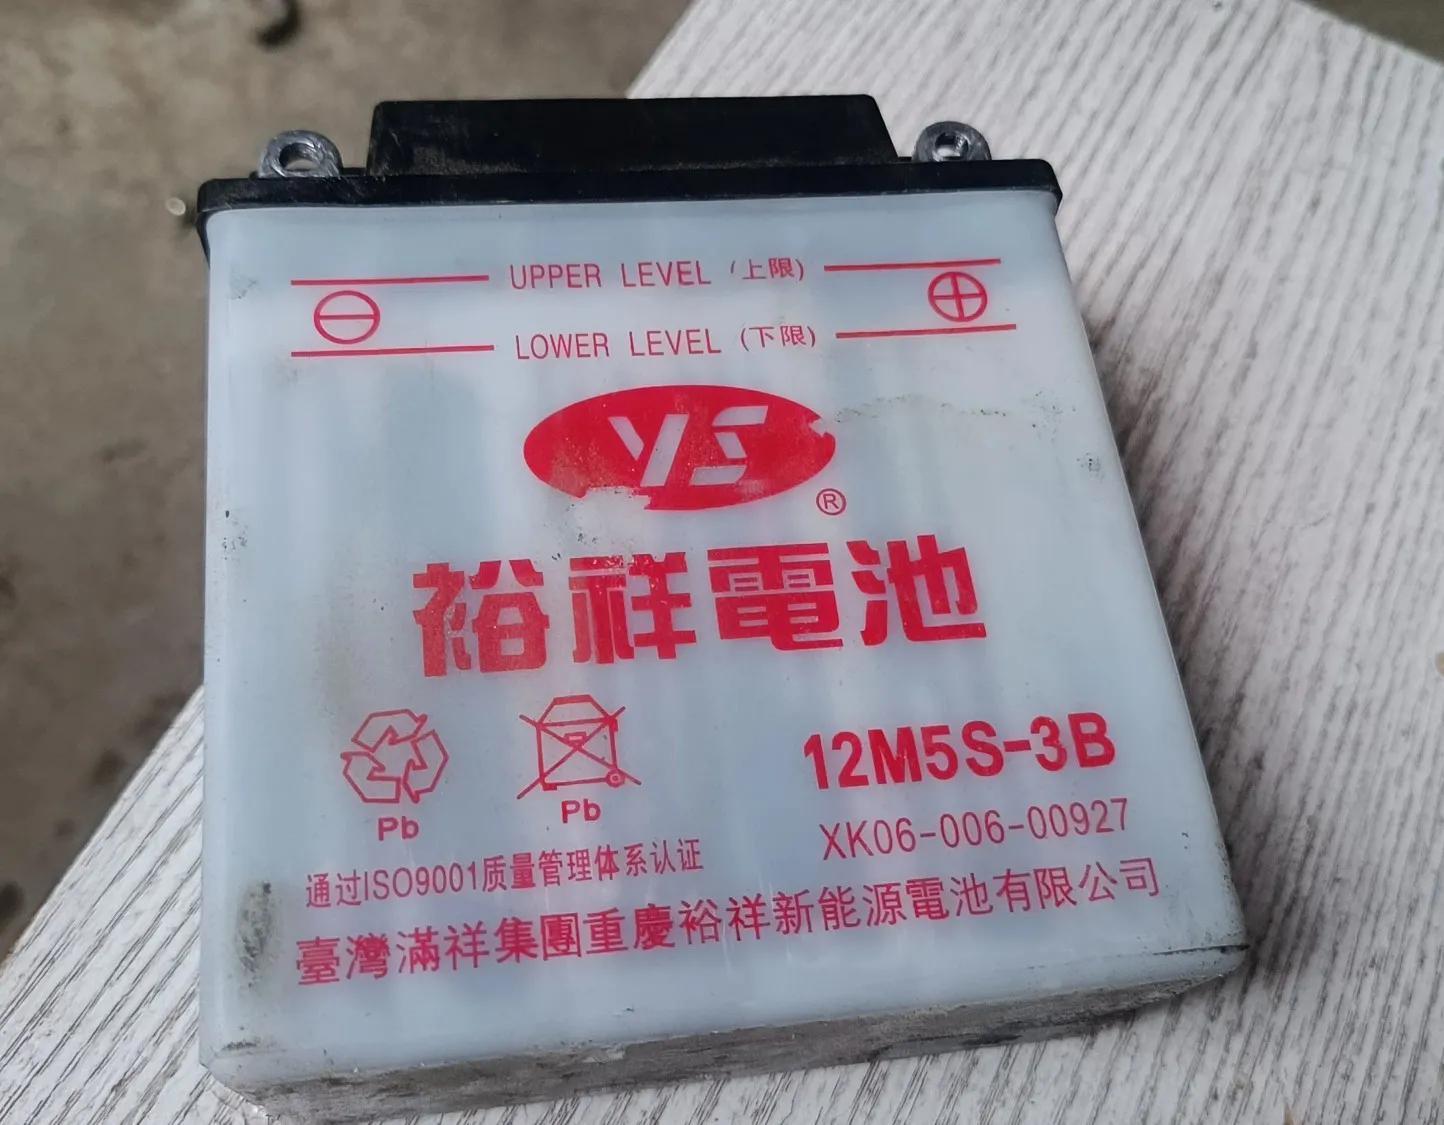 UPPER LEVEL (上限)
LOWER LEVEL (下限)
YS
®
裕祥電池
Pb
Pb
12M5S-3B
XK06-006-00927
通过ISO9001质量管理体系认证
臺灣滿祥集團重慶裕祥新能源電池有限公司